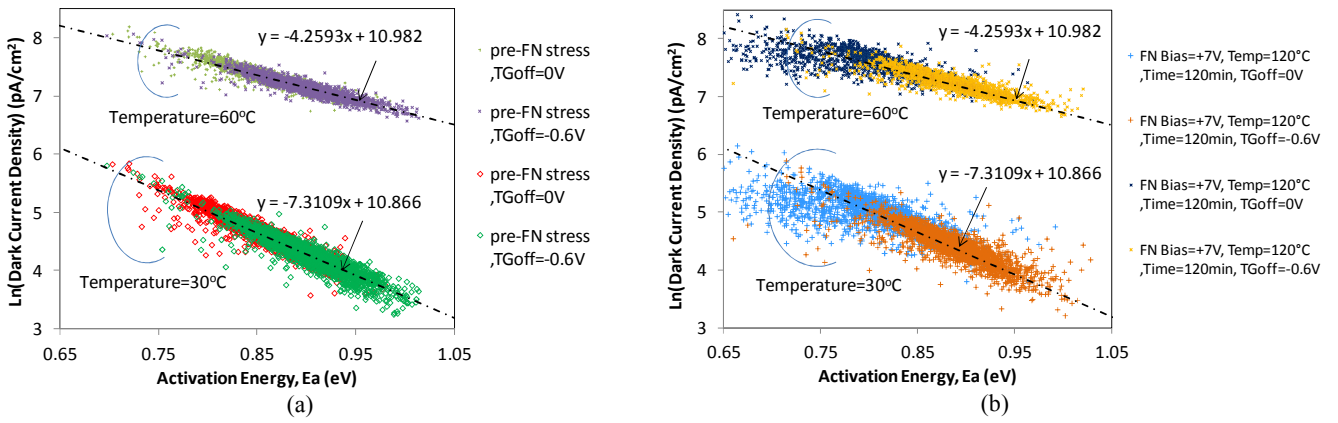 Ln(Dark Current Density) (pA/cm²)
8
7
6
5
4
3
y = -4.2593x + 10.982
Temperature=60°C
y = -7.3109x + 10.866
Temperature=30°C
0.65 0.75 0.85 0.95 1.05
Activation Energy, Ea (eV)
(a)
pre-FN stress
,TGoff=0V
pre-FN stress
,TGoff=-0.6V
pre-FN stress
,TGoff=0V
pre-FN stress
,TGoff=-0.6V
Ln(Dark Current Density) (pA/cm²)
8
7
6
5
4
3
y = -4.2593x + 10.982
Temperature=60°C
y = -7.3109x + 10.866
Temperature=30°C
0.65 0.75 0.85 0.95 1.05
Activation Energy, Ea (eV)
(b)
FN Bias=+7V, Temp=120°C
,Time=120min, TGoff=0V
FN Bias=+7V, Temp=120°C
,Time=120min, TGoff=-0.6V
FN Bias=+7V, Temp=120°C
,Time=120min, TGoff=0V
FN Bias=+7V, Temp=120°C
,Time=120min, TGoff=-0.6V